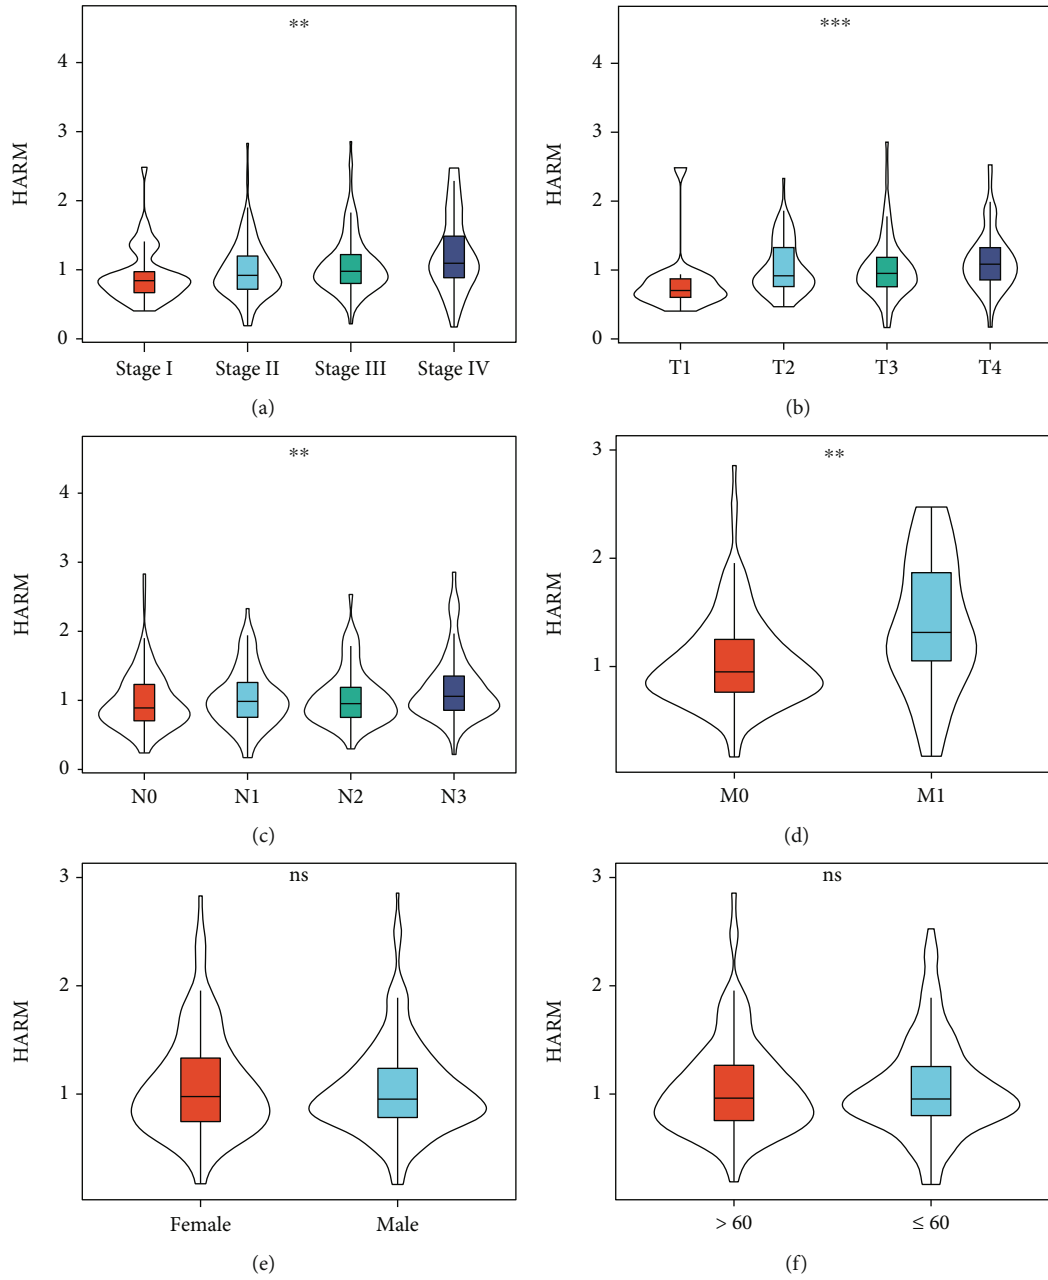 **
HARM
4
3
2
1
0
Stage I Stage II Stage III Stage IV
(a)
***
HARM
4
3
2
1
0
T1 T2 T3 T4
(b)
**
HARM
4
3
2
1
0
N0 N1 N2 N3
(c)
**
HARM
3
2
1
M0 M1
(d)
ns
HARM
3
2
1
Female Male
(e)
ns
HARM
3
2
1
> 60 ≤ 60
(f)